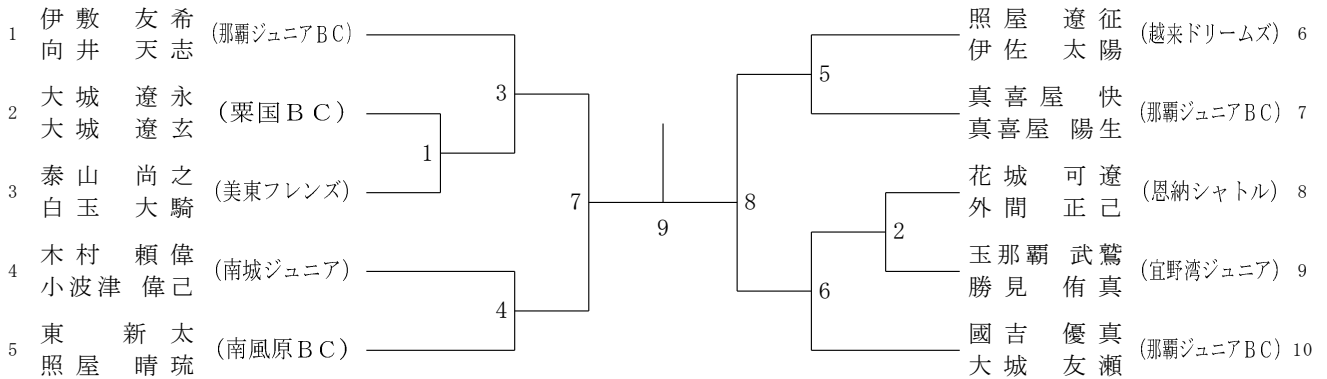 1 伊敷 友希 (那覇ジュニアBC)
向井 天志
2 大城 遼永 (粟国BC)
大城 遼玄
3 泰山 尚之 (美東フレンズ)
白玉 大騎
4 木村 頼偉 (南城ジュニア)
小波津 偉己
5 東 新太 (南風原BC)
照屋 晴琉
3
1
7
4
9
照屋 遼征 (越来ドリームズ) 6
伊佐 太陽
真喜屋 快 (那覇ジュニアBC) 7
真喜屋 陽生
花城 可遼 (恩納シャトル) 8
外間 正己
玉那覇 武鷲 (宜野湾ジュニア) 9
勝見 侑真
國吉 優真 (那覇ジュニアBC) 10
大城 友瀬
5
8
2
6